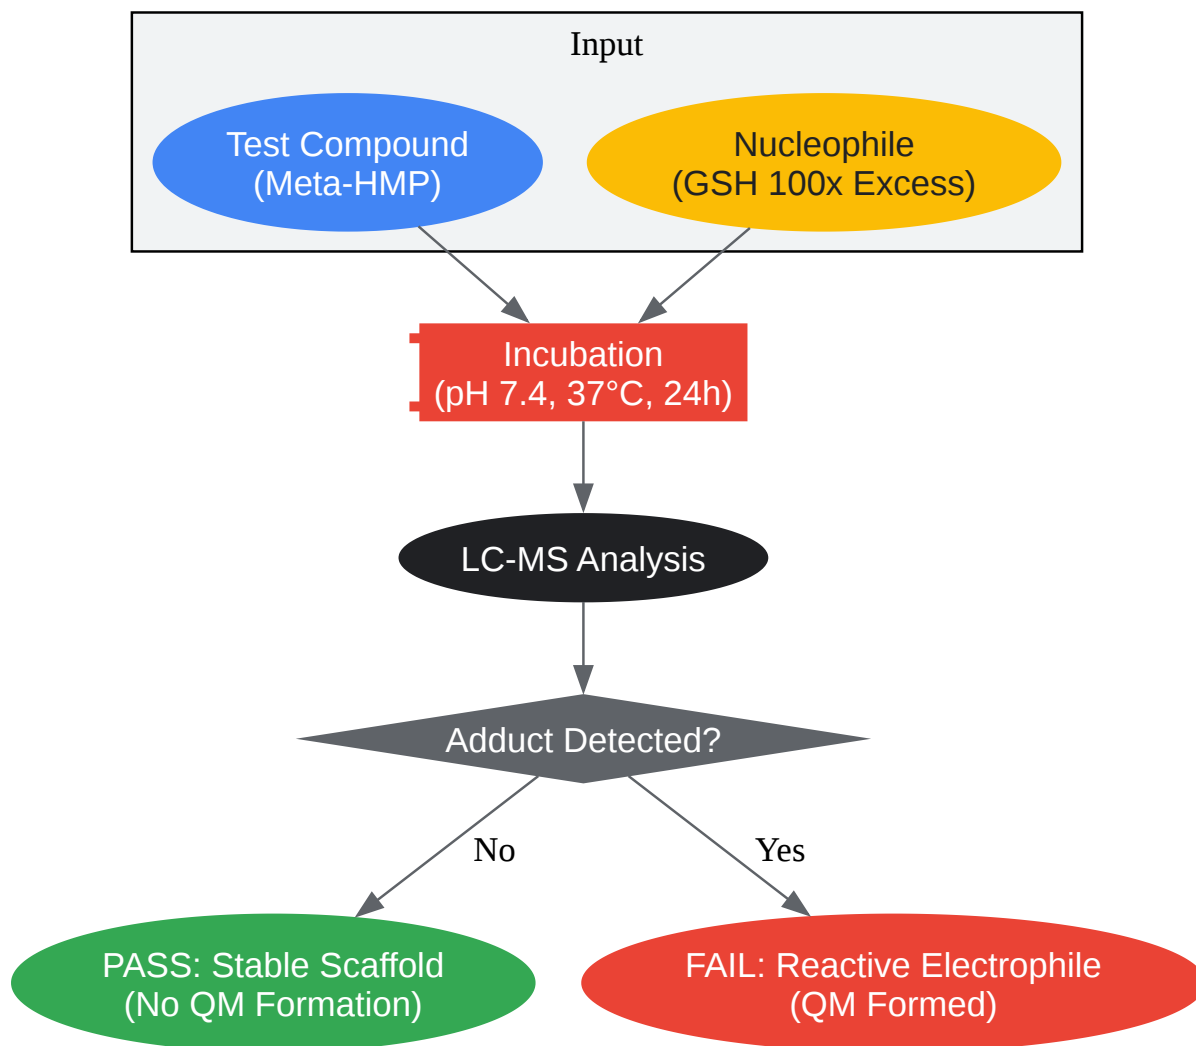 Input
Test Compound
(Meta-HMP)
Nucleophile
(GSH 100x Excess)
Incubation
(pH 7.4, 37°C, 24h)
LC-MS Analysis
Adduct Detected?
No
Yes
PASS: Stable Scaffold
(No QM Formation)
FAIL: Reactive Electrophile
(QM Formed)